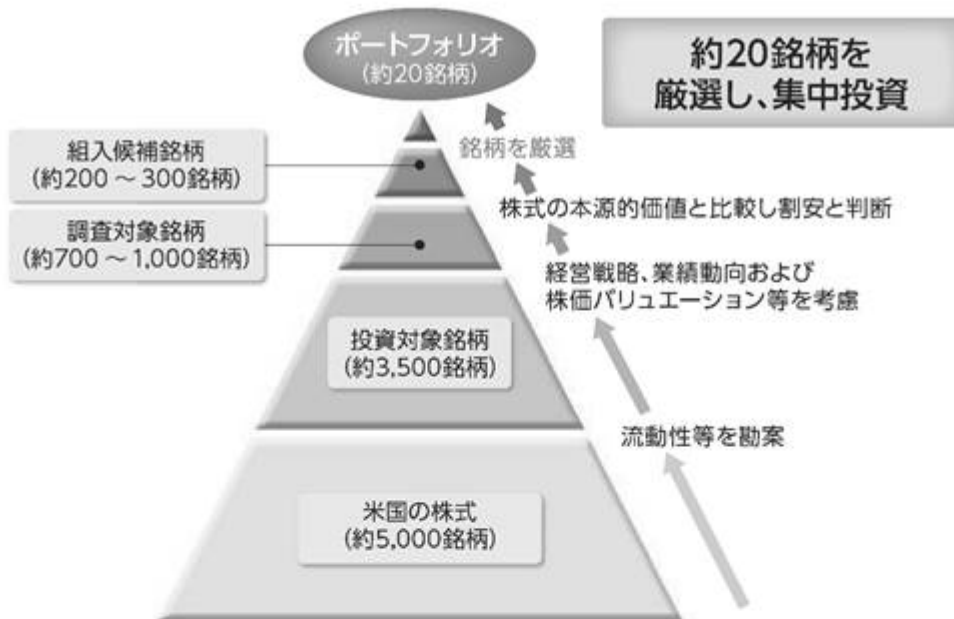 ポートフォリオ
(約20銘柄)
約20銘柄を
厳選し、集中投資
銘柄を厳選
組入候補銘柄
(約200 ~ 300銘柄)
株式の本源的価値と比較し割安と判断
調査対象銘柄
(約700 ~ 1,000銘柄)
経営戦略、業績動向および
株価バリュエーション等を考慮
投資対象銘柄
(約3,500銘柄)
流動性等を勘案
米国の株式
(約5,000銘柄)